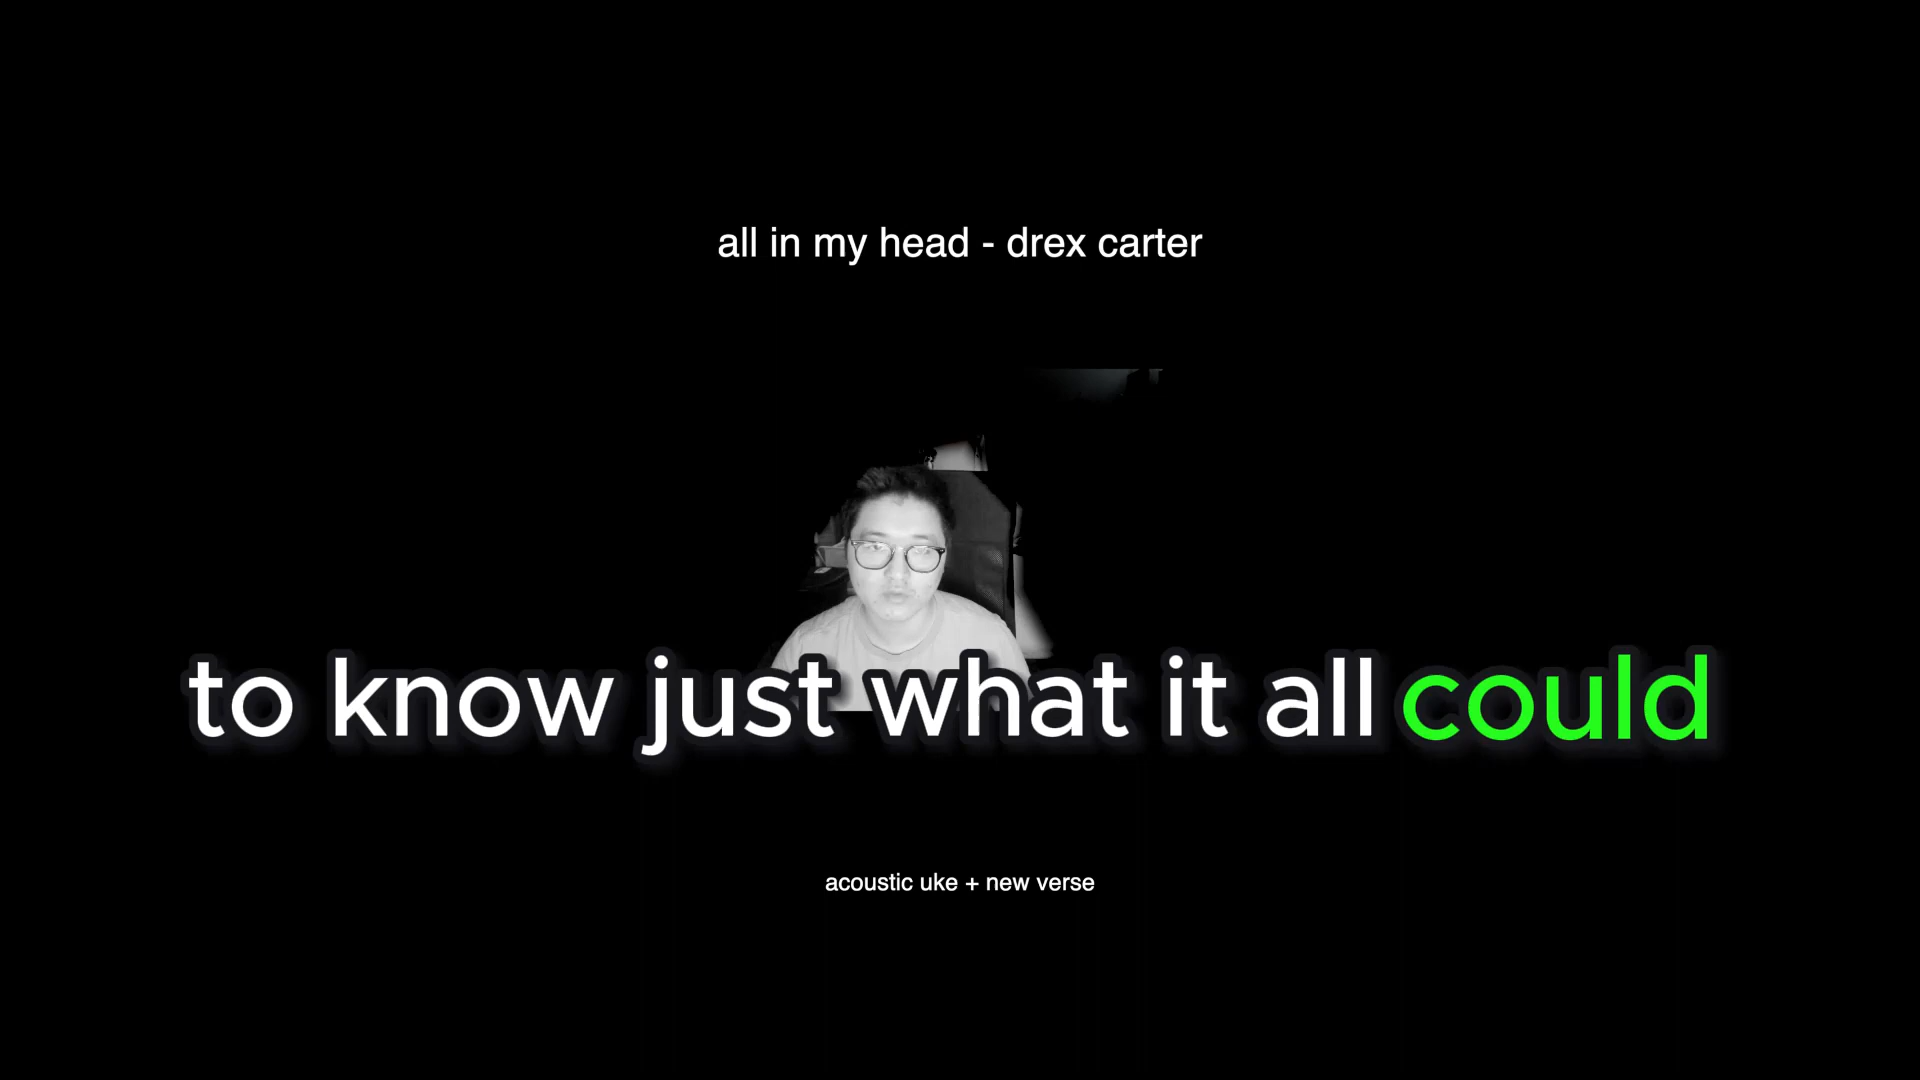 all in my head - drex carter
to know just what it all could
acoustic uke + new verse